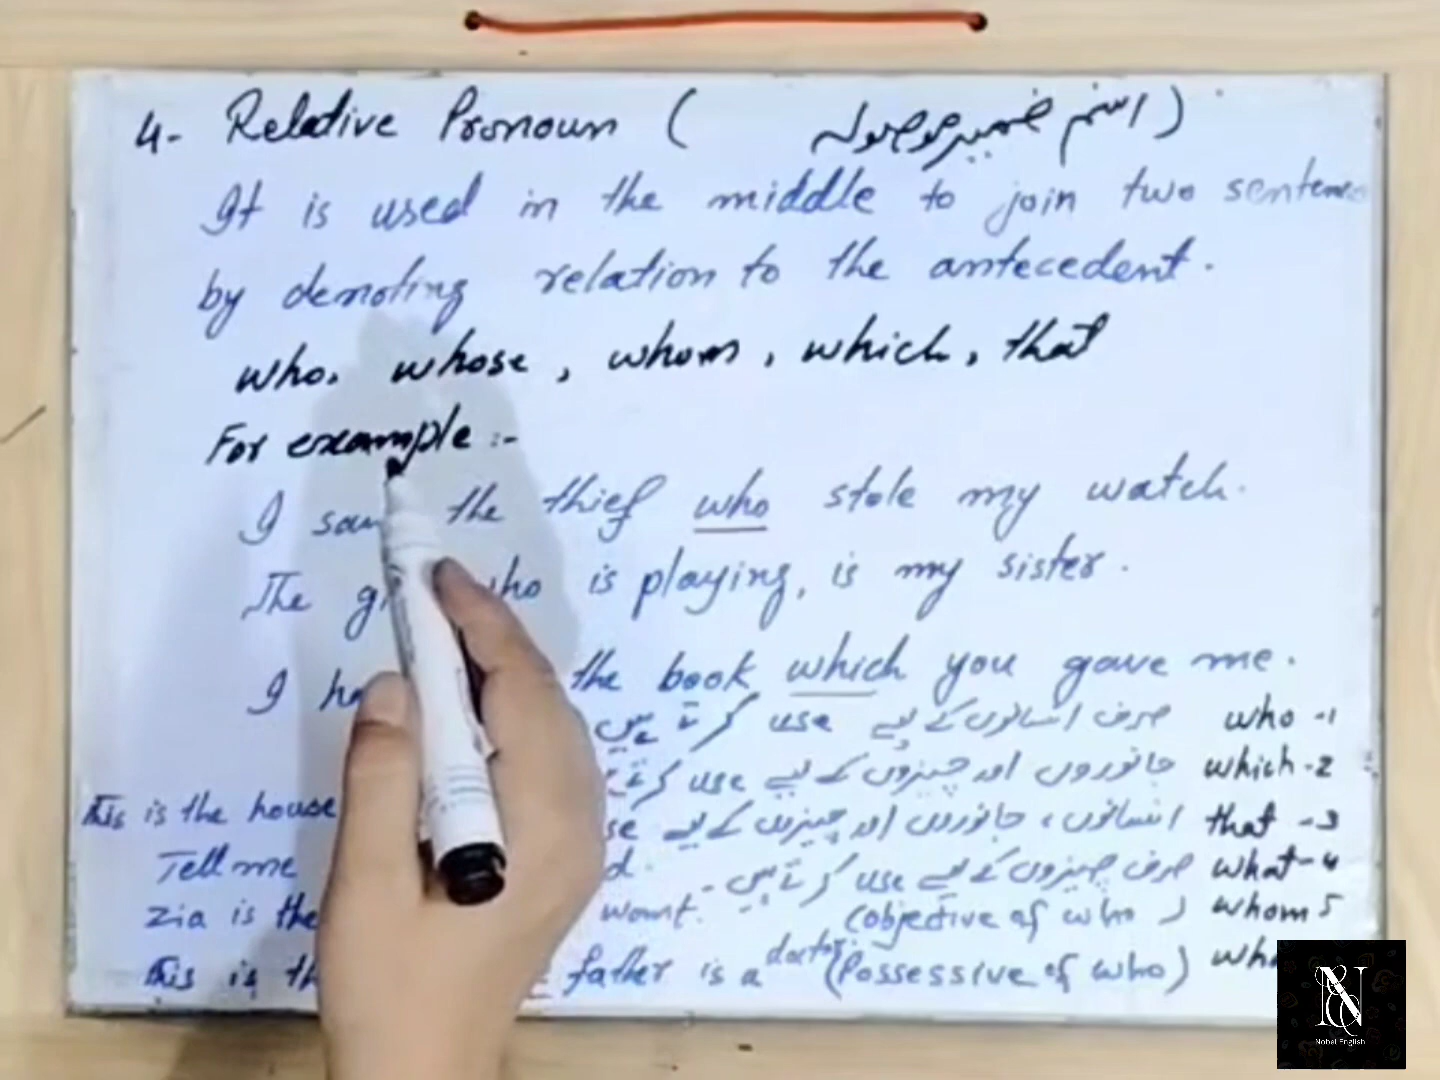 4- Relative Pronoun ( اسم ضمیر موصولہ )
It is used in the middle to join two sentence
by denoting relation to the antecedent.
who, whose, whom, which, that
For example :-
I saw the thief who stole my watch.
The who is playing, is my sister.
I the book which you gave me.
who -1 صرف انسانوں کے لیے use کرتے ہیں
which -2 جانوروں اور چیزوں کے لیے use کرتے
This is the house that -3 انسانوں، جانوروں اور چیزوں کے لیے
Tell me what -4 صرف چیزوں کے لیے use کرتے ہیں -
Zia is the want. (objective of who) whom 5
This is father is a doctor. (Possessive of who)
N&N
Nobel English